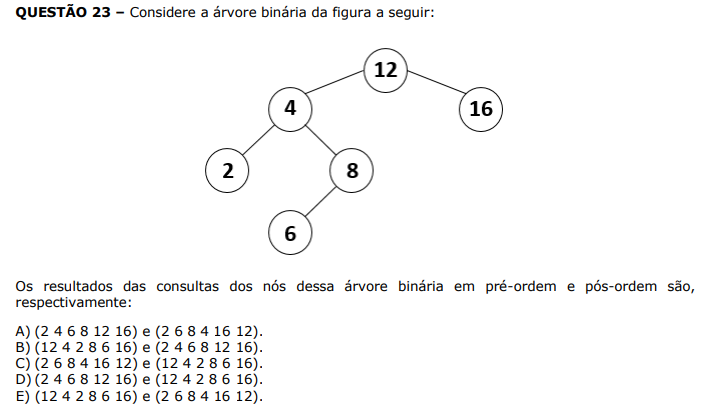 QUESTÃO 23 – Considere a árvore binária da figura a seguir:
12
4
16
2
8
6
Os resultados das consultas dos nós dessa árvore binária em pré-ordem e pós-ordem são,
respectivamente:
A) (2 4 6 8 12 16) e (2 6 8 4 16 12).
B) (12 4 2 8 6 16) e (2 4 6 8 12 16).
C) (2 6 8 4 16 12) e (12 4 2 8 6 16).
D) (2 4 6 8 12 16) e (12 4 2 8 6 16).
E) (12 4 2 8 6 16) e (2 6 8 4 16 12).